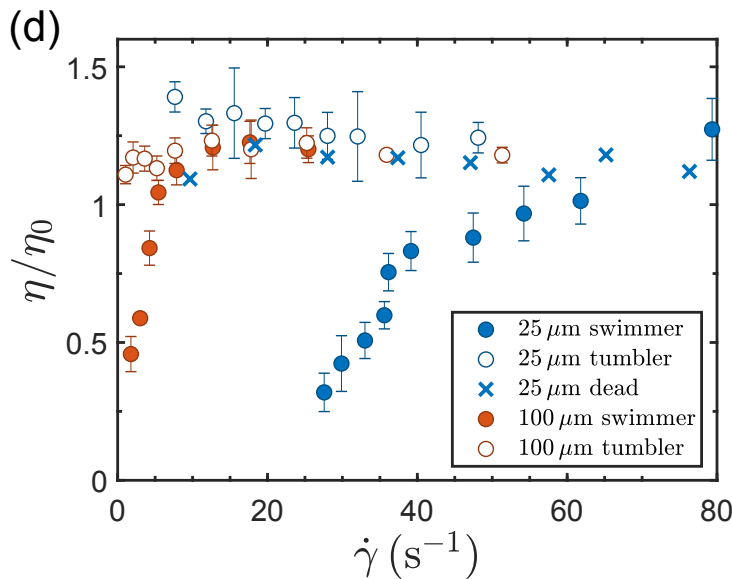 (d)
1.5
1
0.5
0
η/η₀
25 μm swimmer
25 μm tumbler
25 μm dead
100 μm swimmer
100 μm tumbler
0 20 40 60 80
γ̇ (s⁻¹)